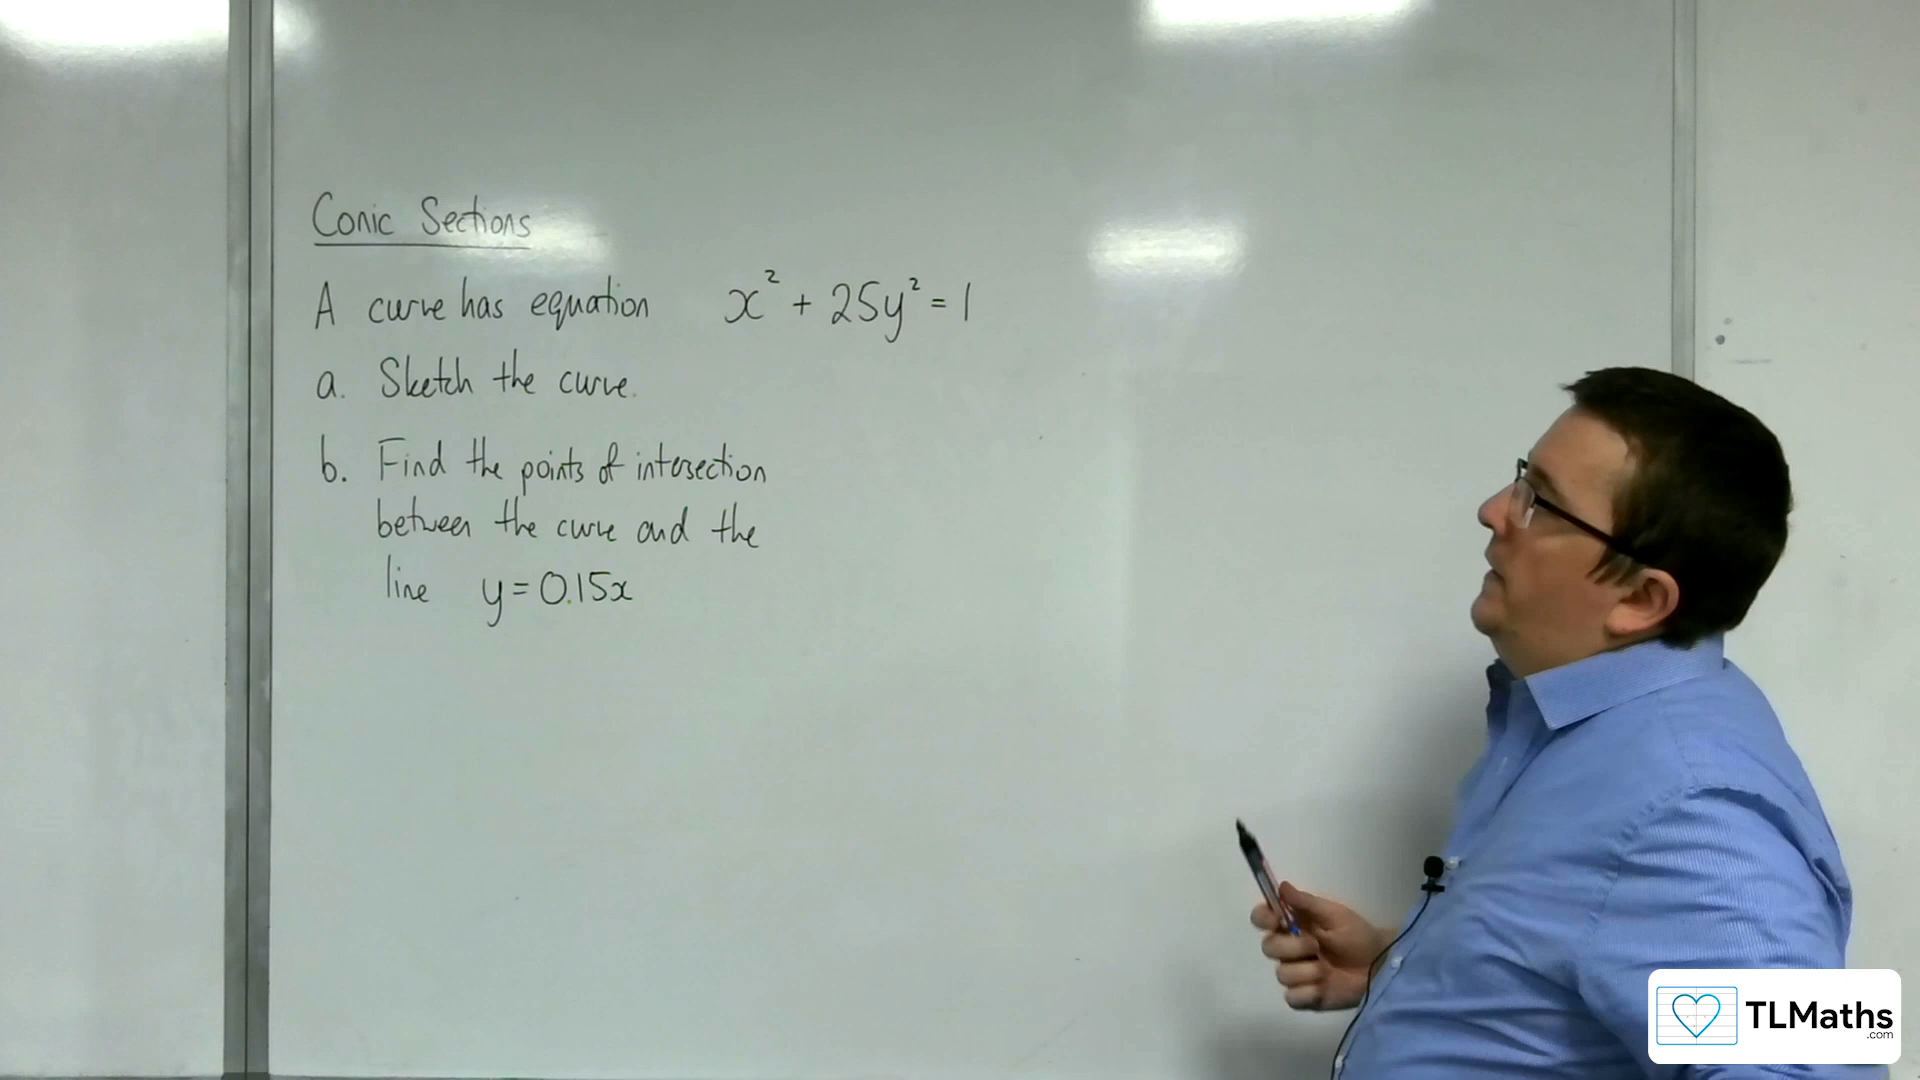 Conic Sections
A curve has equation x² + 25y² = 1
a. Sketch the curve.
b. Find the points of intersection
between the curve and the
line y = 0.15x
TLMaths
.com